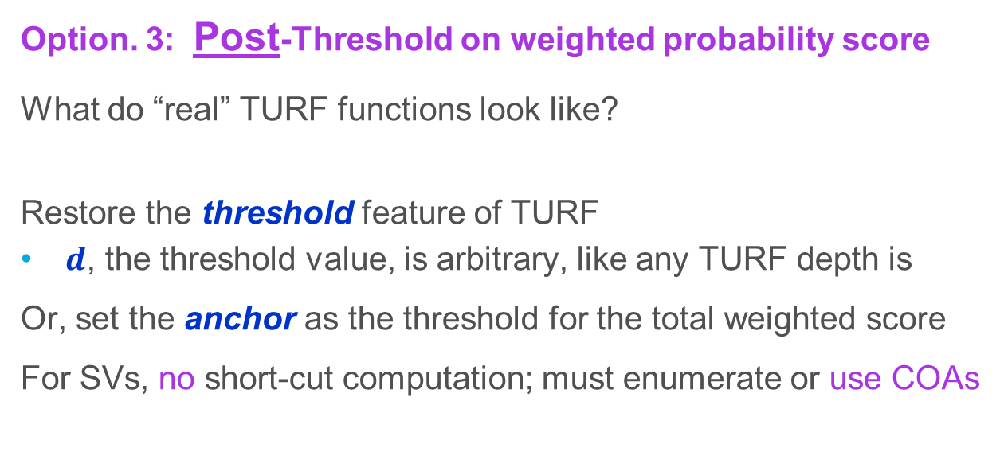 Option. 3: Post-Threshold on weighted probability score
What do “real” TURF functions look like?
Restore the threshold feature of TURF
• d, the threshold value, is arbitrary, like any TURF depth is
Or, set the anchor as the threshold for the total weighted score
For SVs, no short-cut computation; must enumerate or use COAs